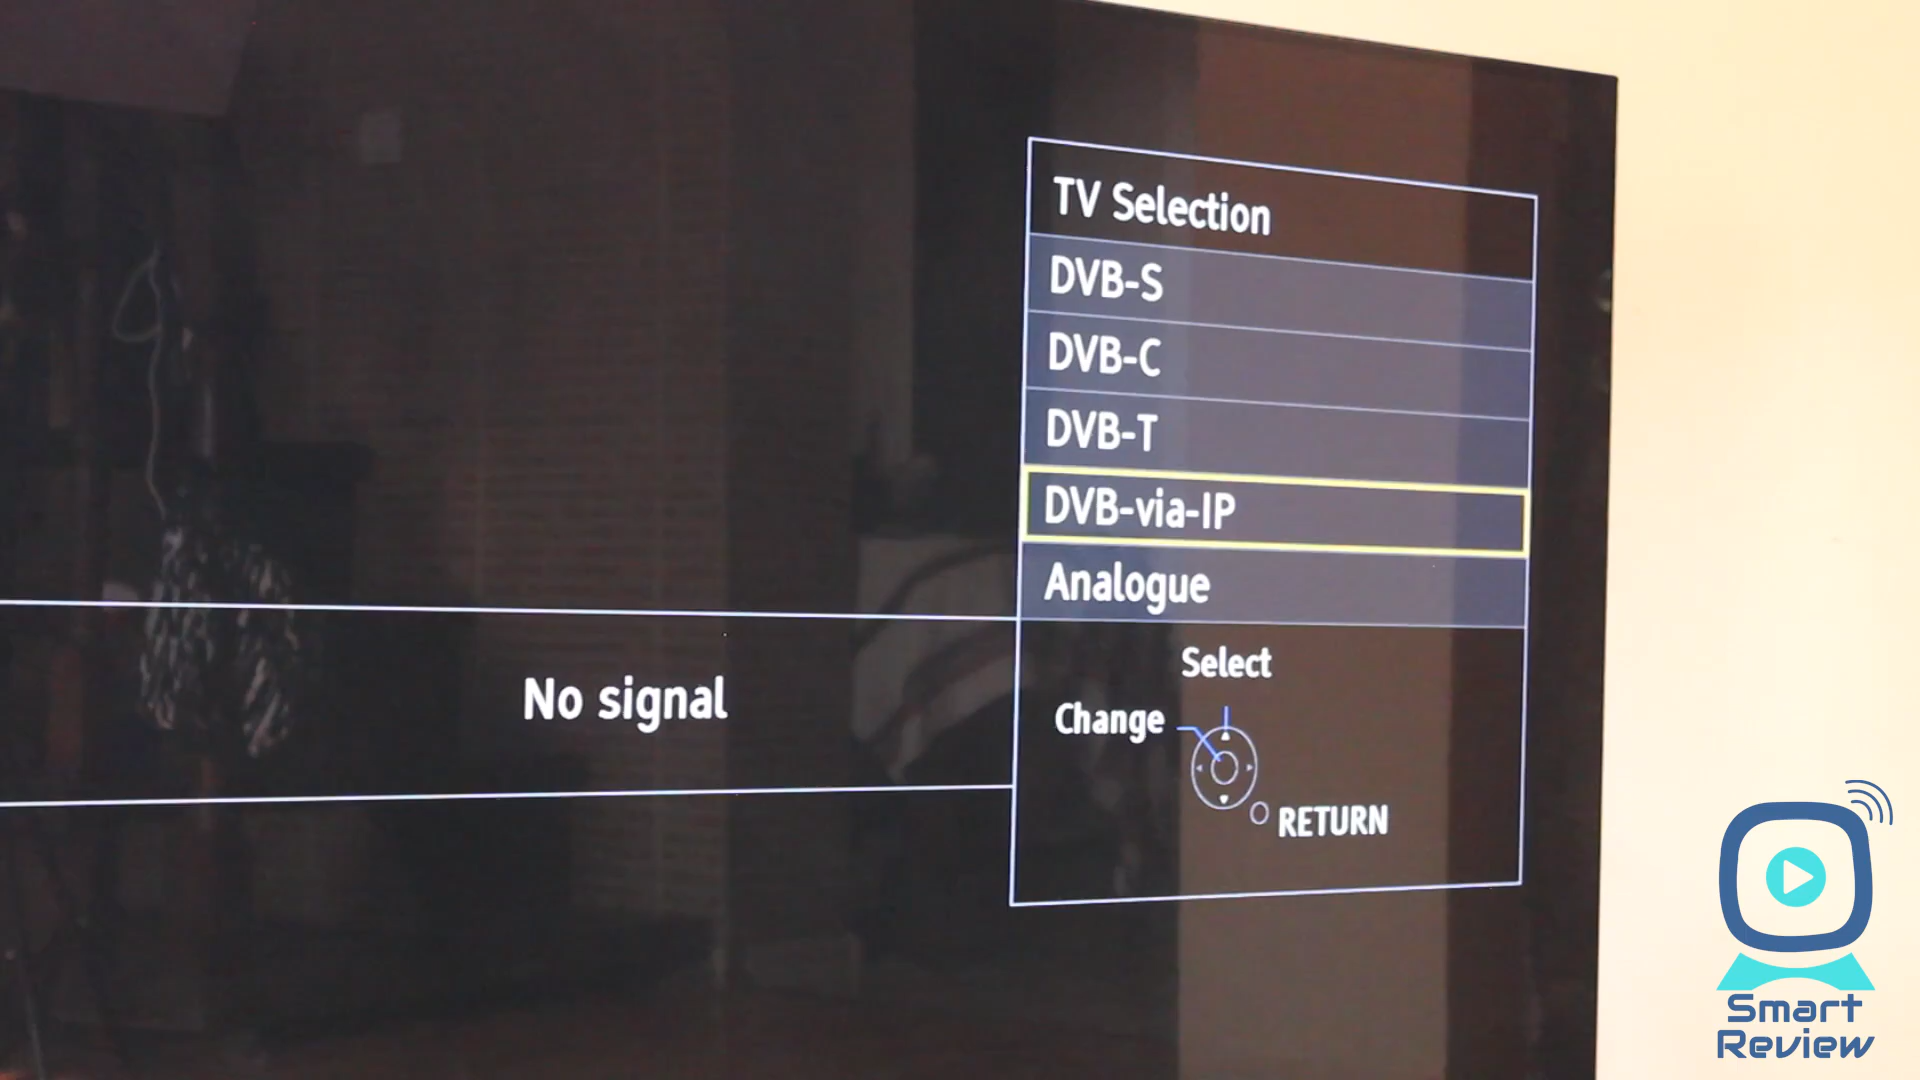 TV Selection
DVB-S
DVB-C
DVB-T
DVB-via-IP
Analogue
No signal
Select
Change
RETURN
Smart
Review